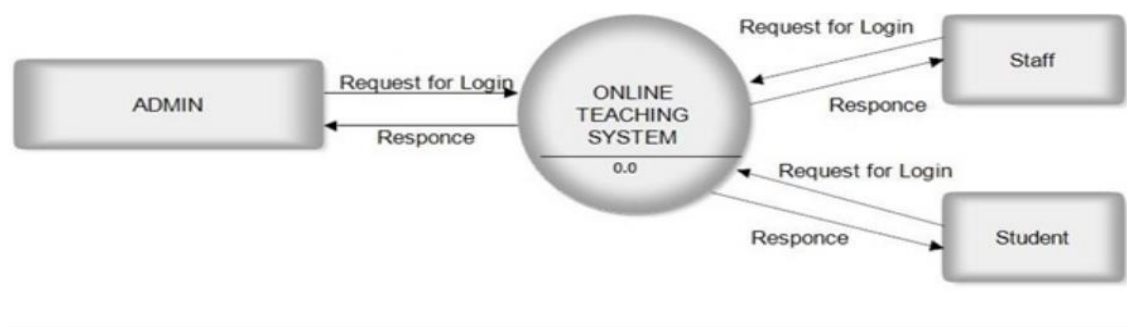 Request for Login
Staff
ADMIN
Request for Login
ONLINE
TEACHING
SYSTEM
Responce
Responce
0.0
Request for Login
Responce
Student